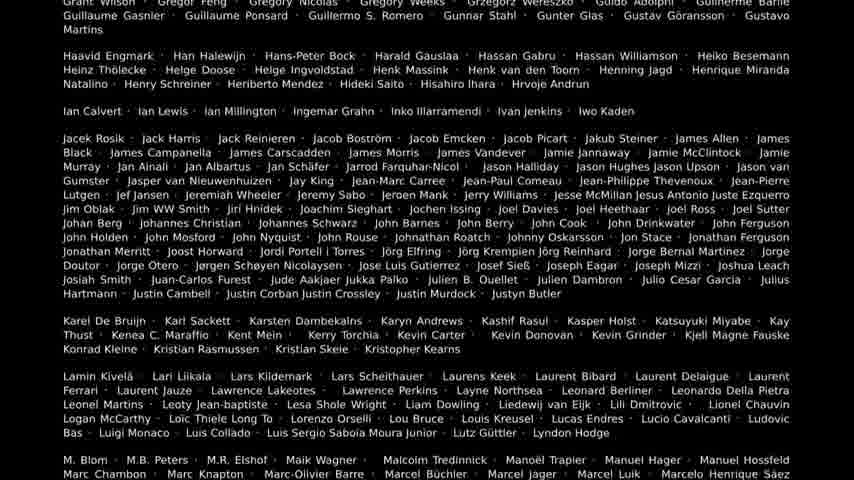 Grant Wilson · Gregor Feng · Gregory Nicolas · Gregory Weeks · Grzegorz Wereszko · Guido Adolphi · Guilherme Barile
Guillaume Gasnier · Guillaume Ponsard · Guillermo S. Romero · Gunnar Stahl · Gunter Glas · Gustav Göransson · Gustavo
Martins
Haavid Engmark · Han Halewijn · Hans-Peter Bock · Harald Gauslaa · Hassan Gabru · Hassan Williamson · Heiko Besemann
Heinz Thölecke · Helge Doose · Helge Ingvoldstad · Henk Massink · Henk van den Toorn · Henning Jagd · Henrique Miranda
Natalino · Henry Schreiner · Heriberto Mendez · Hideki Saito · Hisahiro Ihara · Hrvoje Andrun
Ian Calvert · Ian Lewis · Ian Millington · Ingemar Grahn · Inko Illarramendi · Ivan Jenkins · Iwo Kaden
Jacek Rosik · Jack Harris · Jack Reinieren · Jacob Boström · Jacob Emcken · Jacob Picart · Jakub Steiner · James Allen · James
Black · James Campanella · James Carscadden · James Morris · James Vandever · Jamie Jannaway · Jamie McClintock · Jamie
Murray · Jan Ainali · Jan Albartus · Jan Schäfer · Jarrod Farquhar-Nicol · Jason Halliday · Jason Hughes Jason Upson · Jason van
Gumster · Jasper van Nieuwenhuizen · Jay King · Jean-Marc Carree · Jean-Paul Comeau · Jean-Philippe Thevenoux · Jean-Pierre
Lutgen · Jef Jansen · Jeremiah Wheeler · Jeremy Sabo · Jeroen Mank · Jerry Williams · Jesse McMillan Jesus Antonio Juste Ezquerro
Jim Oblak · Jim WW Smith · Jirí Hnídek · Joachim Sieghart · Jochen Issing · Joel Davies · Joel Heethaar · Joel Ross · Joel Sutter
Johan Berg · Johannes Christian · Johannes Schwarz · John Barnes · John Berry · John Cook · John Drinkwater · John Ferguson
John Holden · John Mosford · John Nyquist · John Rouse · Johnathan Roatch · Johnny Oskarsson · Jon Stace · Jonathan Ferguson
Jonathan Merritt · Joost Horward · Jordi Portell i Torres · Jörg Elfring · Jörg Krempien Jörg Reinhard · Jorge Bernal Martinez · Jorge
Doutor · Jorge Otero · Jørgen Schøyen Nicolaysen · Jose Luis Gutierrez · Josef Sieß · Joseph Eagar · Joseph Mizzi · Joshua Leach
Josiah Smith · Juan-Carlos Furest · Jude Aakjaer Jukka Palko · Julien B. Ouellet · Julien Dambron · Julio Cesar Garcia · Julius
Hartmann · Justin Cambell · Justin Corban Justin Crossley · Justin Murdock · Justyn Butler
Karel De Bruijn · Karl Sackett · Karsten Dambekalns · Karyn Andrews · Kashif Rasul · Kasper Holst · Katsuyuki Miyabe · Kay
Thust · Kenea C. Maraffio · Kent Mein · Kerry Torchia · Kevin Carter · Kevin Donovan · Kevin Grinder · Kjell Magne Fauske
Konrad Kleine · Kristian Rasmussen · Kristian Skeie · Kristopher Kearns
Lamin Kivelä · Lari Liikala · Lars Kildemark · Lars Scheithauer · Laurens Keek · Laurent Bibard · Laurent Delaigue · Laurent
Ferrari · Laurent Jauze · Lawrence Lakeotes · Lawrence Perkins · Layne Northsea · Leonard Berliner · Leonardo Della Pietra
Leonel Martins · Leoty Jean-baptiste · Lesa Shole Wright · Liam Dowling · Liedewij van Eijk · Lili Dmitrovic · Lionel Chauvin
Logan McCarthy · Loïc Thiele Long To · Lorenzo Orselli · Lou Bruce · Louis Kreusel · Lucas Endres · Lucio Cavalcanti · Ludovic
Bas · Luigi Monaco · Luis Collado · Luis Sergio Saboia Moura Junior · Lutz Güttler · Lyndon Hodge
M. Blom · M.B. Peters · M.R. Elshof · Maik Wagner · Malcolm Tredinnick · Manoël Trapier · Manuel Hager · Manuel Hossfeld
Marc Chambon · Marc Knapton · Marc-Olivier Barre · Marcel Büchler · Marcel Jager · Marcel Luik · Marcelo Henrique Sáez